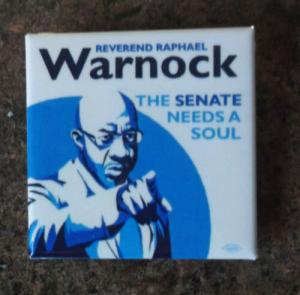 REVEREND RAPHAEL
Warnock
THE SENATE
NEEDS A
SOUL